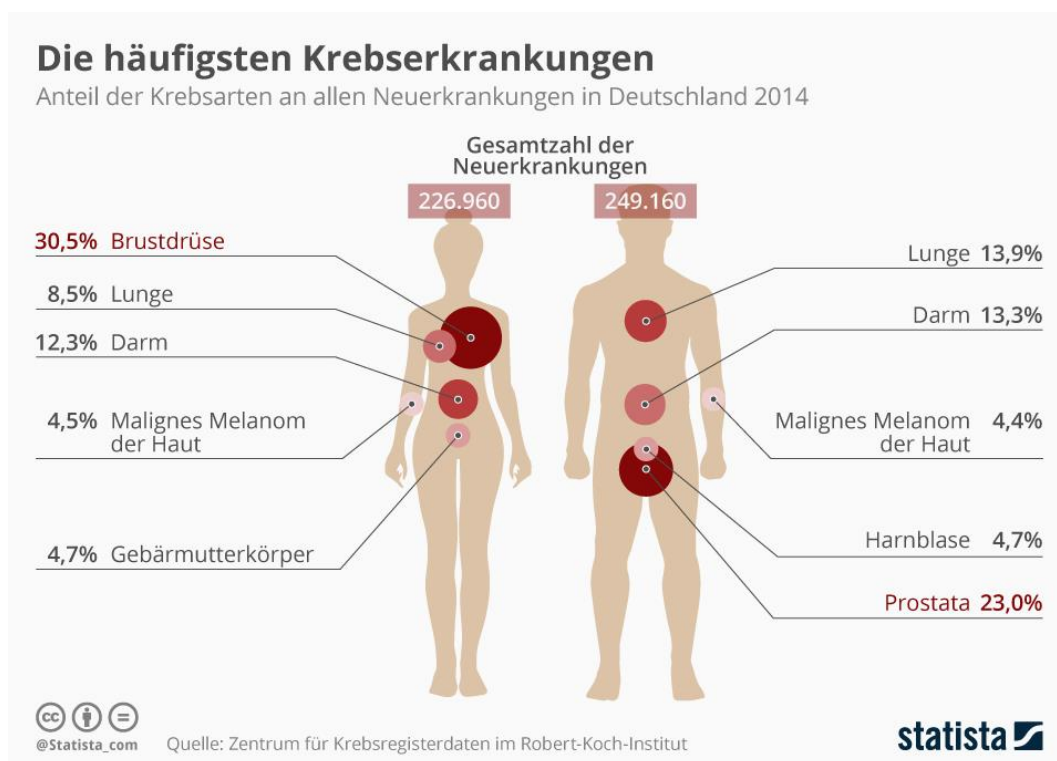 Die häufigsten Krebserkrankungen
Anteil der Krebsarten an allen Neuerkrankungen in Deutschland 2014
Gesamtzahl der
Neuerkrankungen
226.960
249.160
30,5% Brustdrüse
8,5% Lunge
12,3% Darm
4,5% Malignes Melanom
der Haut
4,7% Gebärmutterkörper
Lunge 13,9%
Darm 13,3%
Malignes Melanom 4,4%
der Haut
Harnblase 4,7%
Prostata 23,0%
cc
@Statista_com
Quelle: Zentrum für Krebsregisterdaten im Robert-Koch-Institut
statista